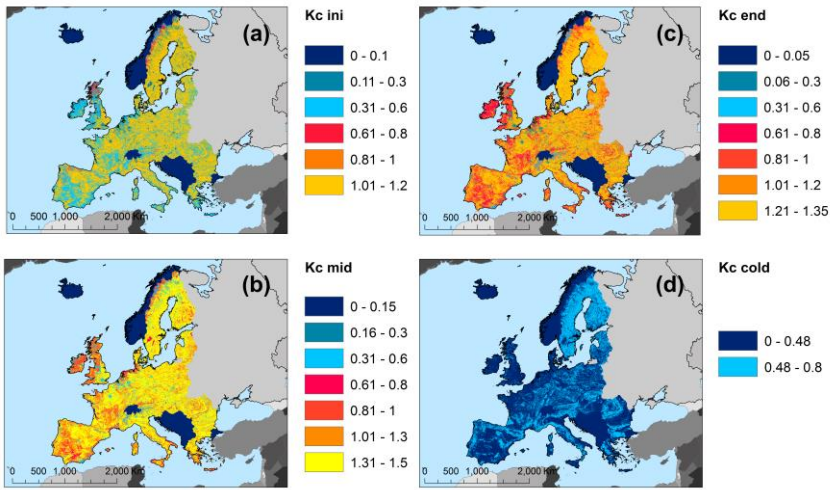 (a)
0 500 1,000 2,000 Km
Kc ini
0 - 0.1
0.11 - 0.3
0.31 - 0.6
0.61 - 0.8
0.81 - 1
1.01 - 1.2
(c)
0 500 1,000 2,000 Km
Kc end
0 - 0.05
0.06 - 0.3
0.31 - 0.6
0.61 - 0.8
0.81 - 1
1.01 - 1.2
1.21 - 1.35
(b)
0 500 1,000 2,000 Km
Kc mid
0 - 0.15
0.16 - 0.3
0.31 - 0.6
0.61 - 0.8
0.81 - 1
1.01 - 1.3
1.31 - 1.5
(d)
0 500 1,000 2,000 Km
Kc cold
0 - 0.48
0.48 - 0.8